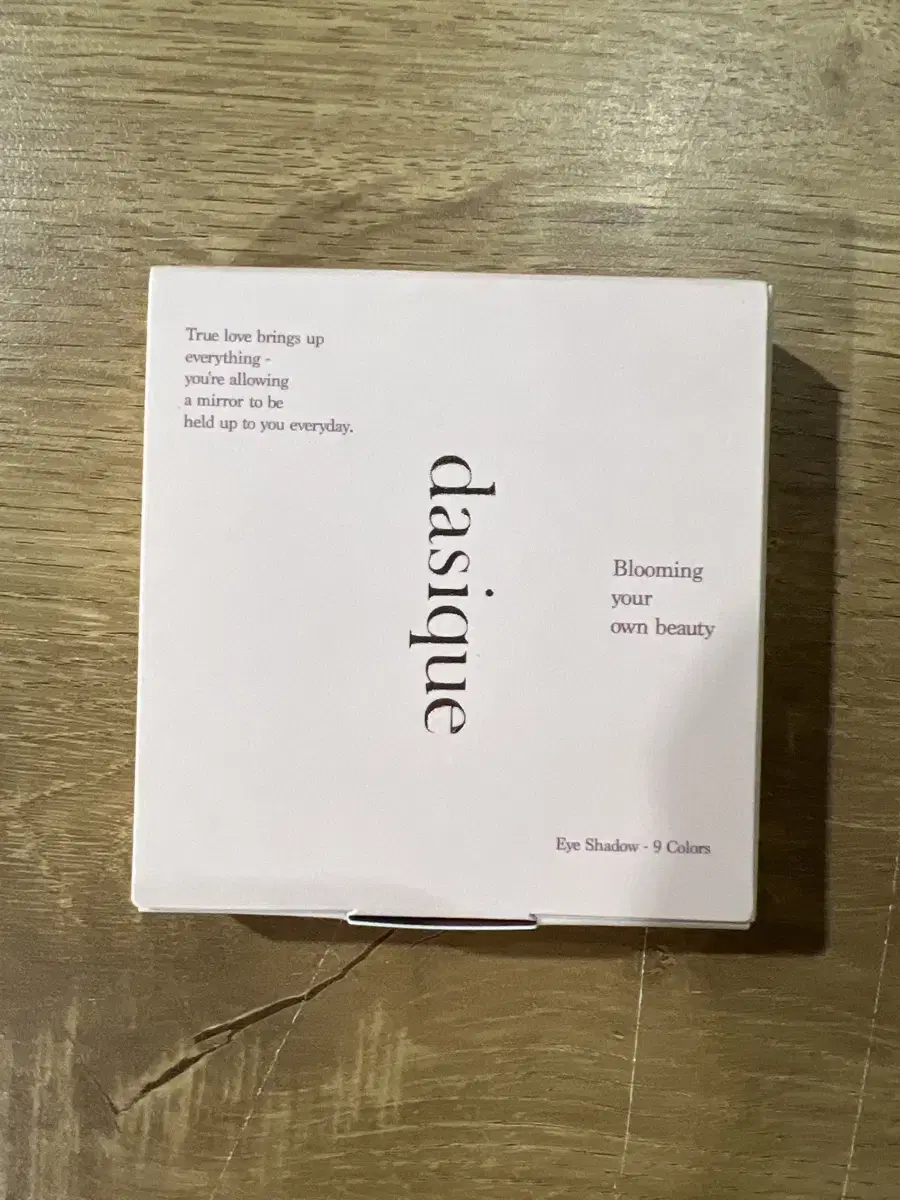 True love brings up
everything -
you're allowing
a mirror to be
held up to you everyday.
dasique
Blooming
your
own beauty
Eye Shadow - 9 Colors